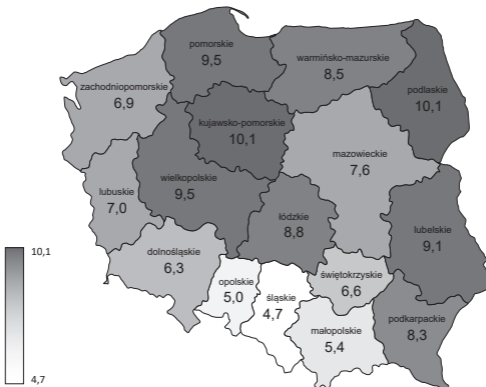 pomorskie
9,5
warmińsko-mazurskie
8,5
zachodniopomorskie
6,9
podlaskie
10,1
kujawsko-pomorskie
10,1
mazowieckie
7,6
wielkopolskie
9,5
lubuskie
7,0
łódzkie
8,8
lubelskie
9,1
dolnośląskie
6,3
opolskie
5,0
śląskie
4,7
świętokrzyskie
6,6
podkarpackie
8,3
małopolskie
5,4
10,1
4,7